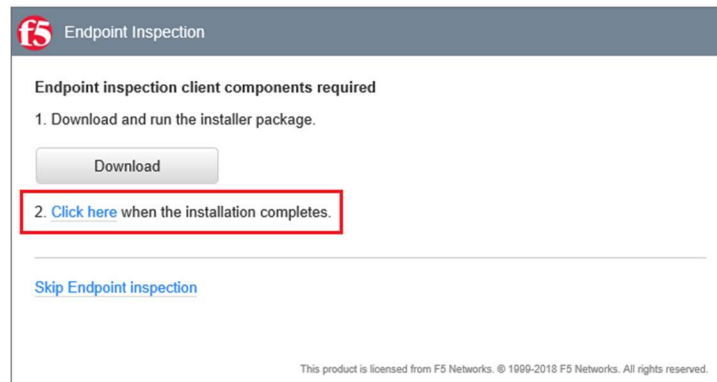 f5 Endpoint Inspection
Endpoint inspection client components required
1. Download and run the installer package.
Download
2. Click here when the installation completes.
Skip Endpoint inspection
This product is licensed from F5 Networks. © 1999-2018 F5 Networks. All rights reserved.